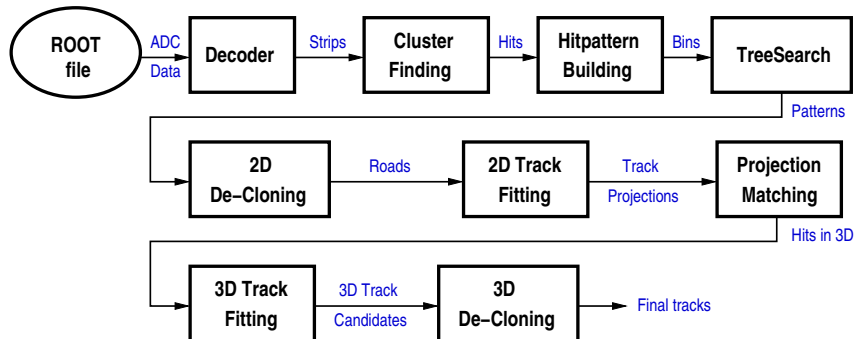 ROOT
file
ADC
Data
Decoder
Strips
Cluster
Finding
Hits
Hitpattern
Building
Bins
TreeSearch
Patterns
2D
De−Cloning
Roads
2D Track
Fitting
Track
Projections
Projection
Matching
Hits in 3D
3D Track
Fitting
3D Track
Candidates
3D
De−Cloning
Final tracks